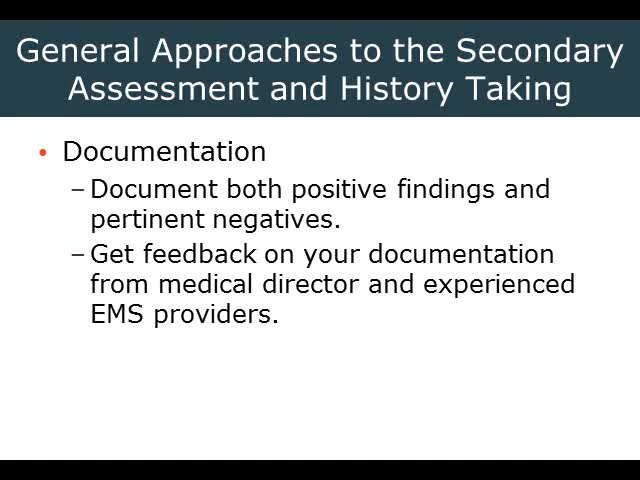 General Approaches to the Secondary
Assessment and History Taking
• Documentation
– Document both positive findings and
pertinent negatives.
– Get feedback on your documentation
from medical director and experienced
EMS providers.